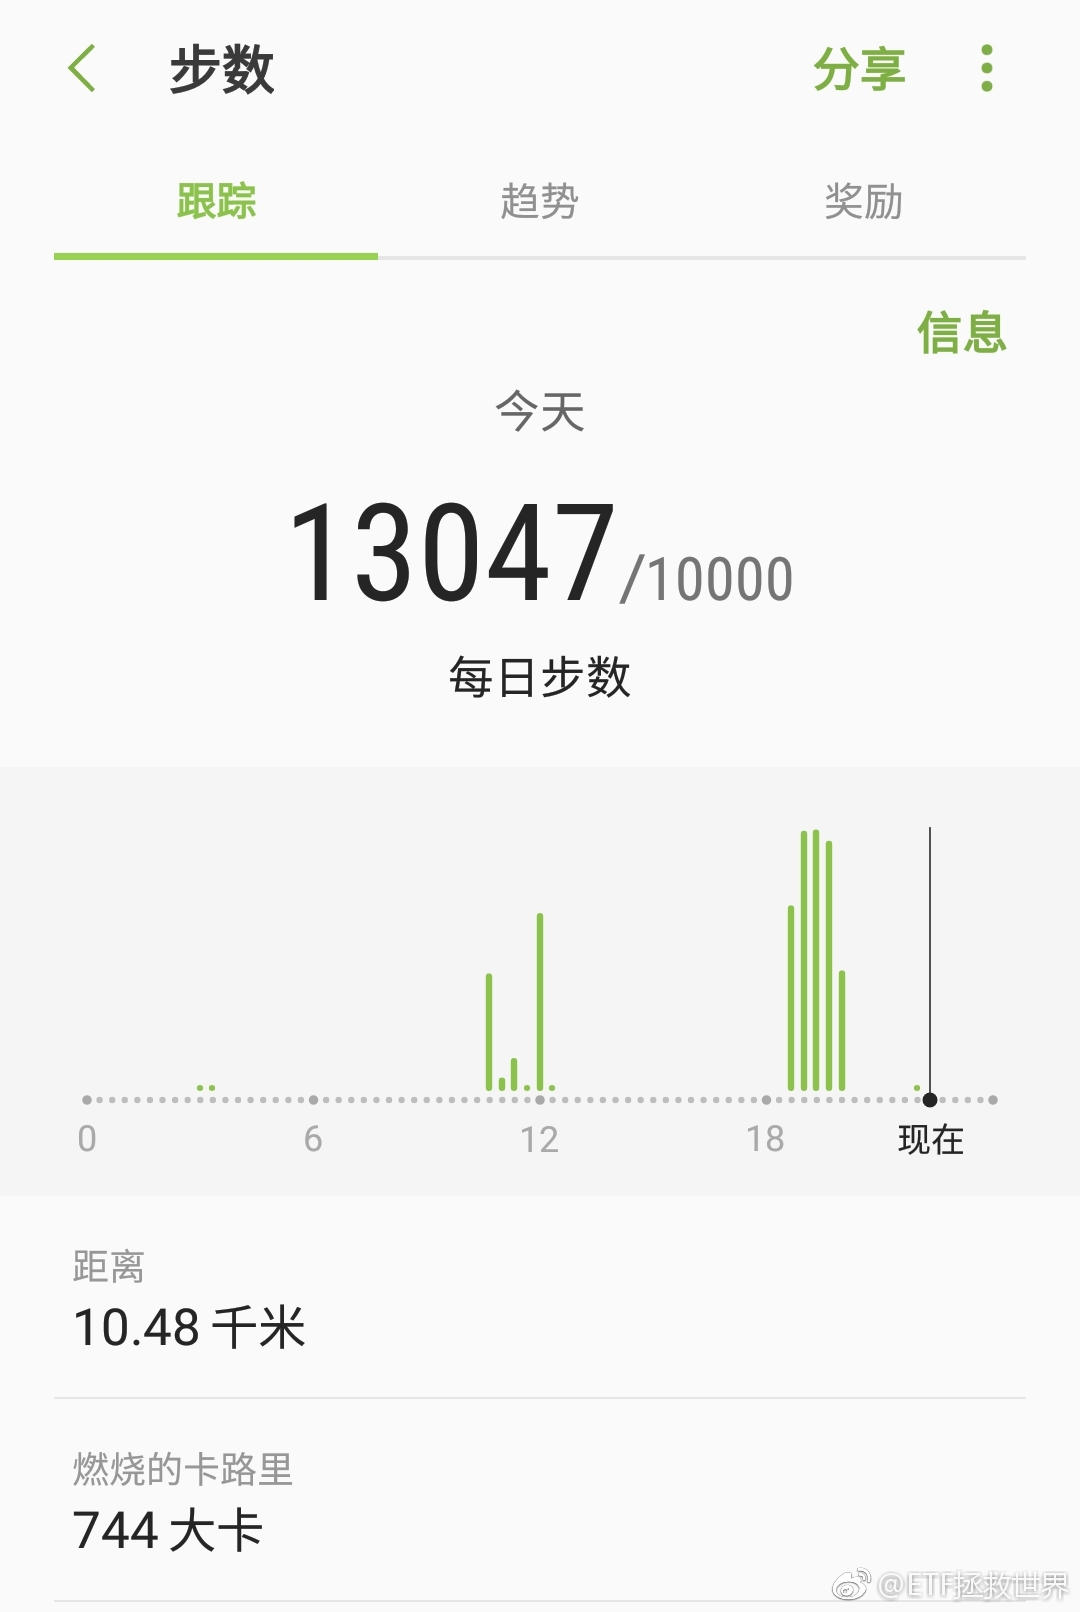 步数
分享
跟踪
趋势
奖励
信息
今天
13047/10000
每日步数
0
6
12
18
现在
距离
10.48 千米
燃烧的卡路里
744 大卡
@ETF拯救世界